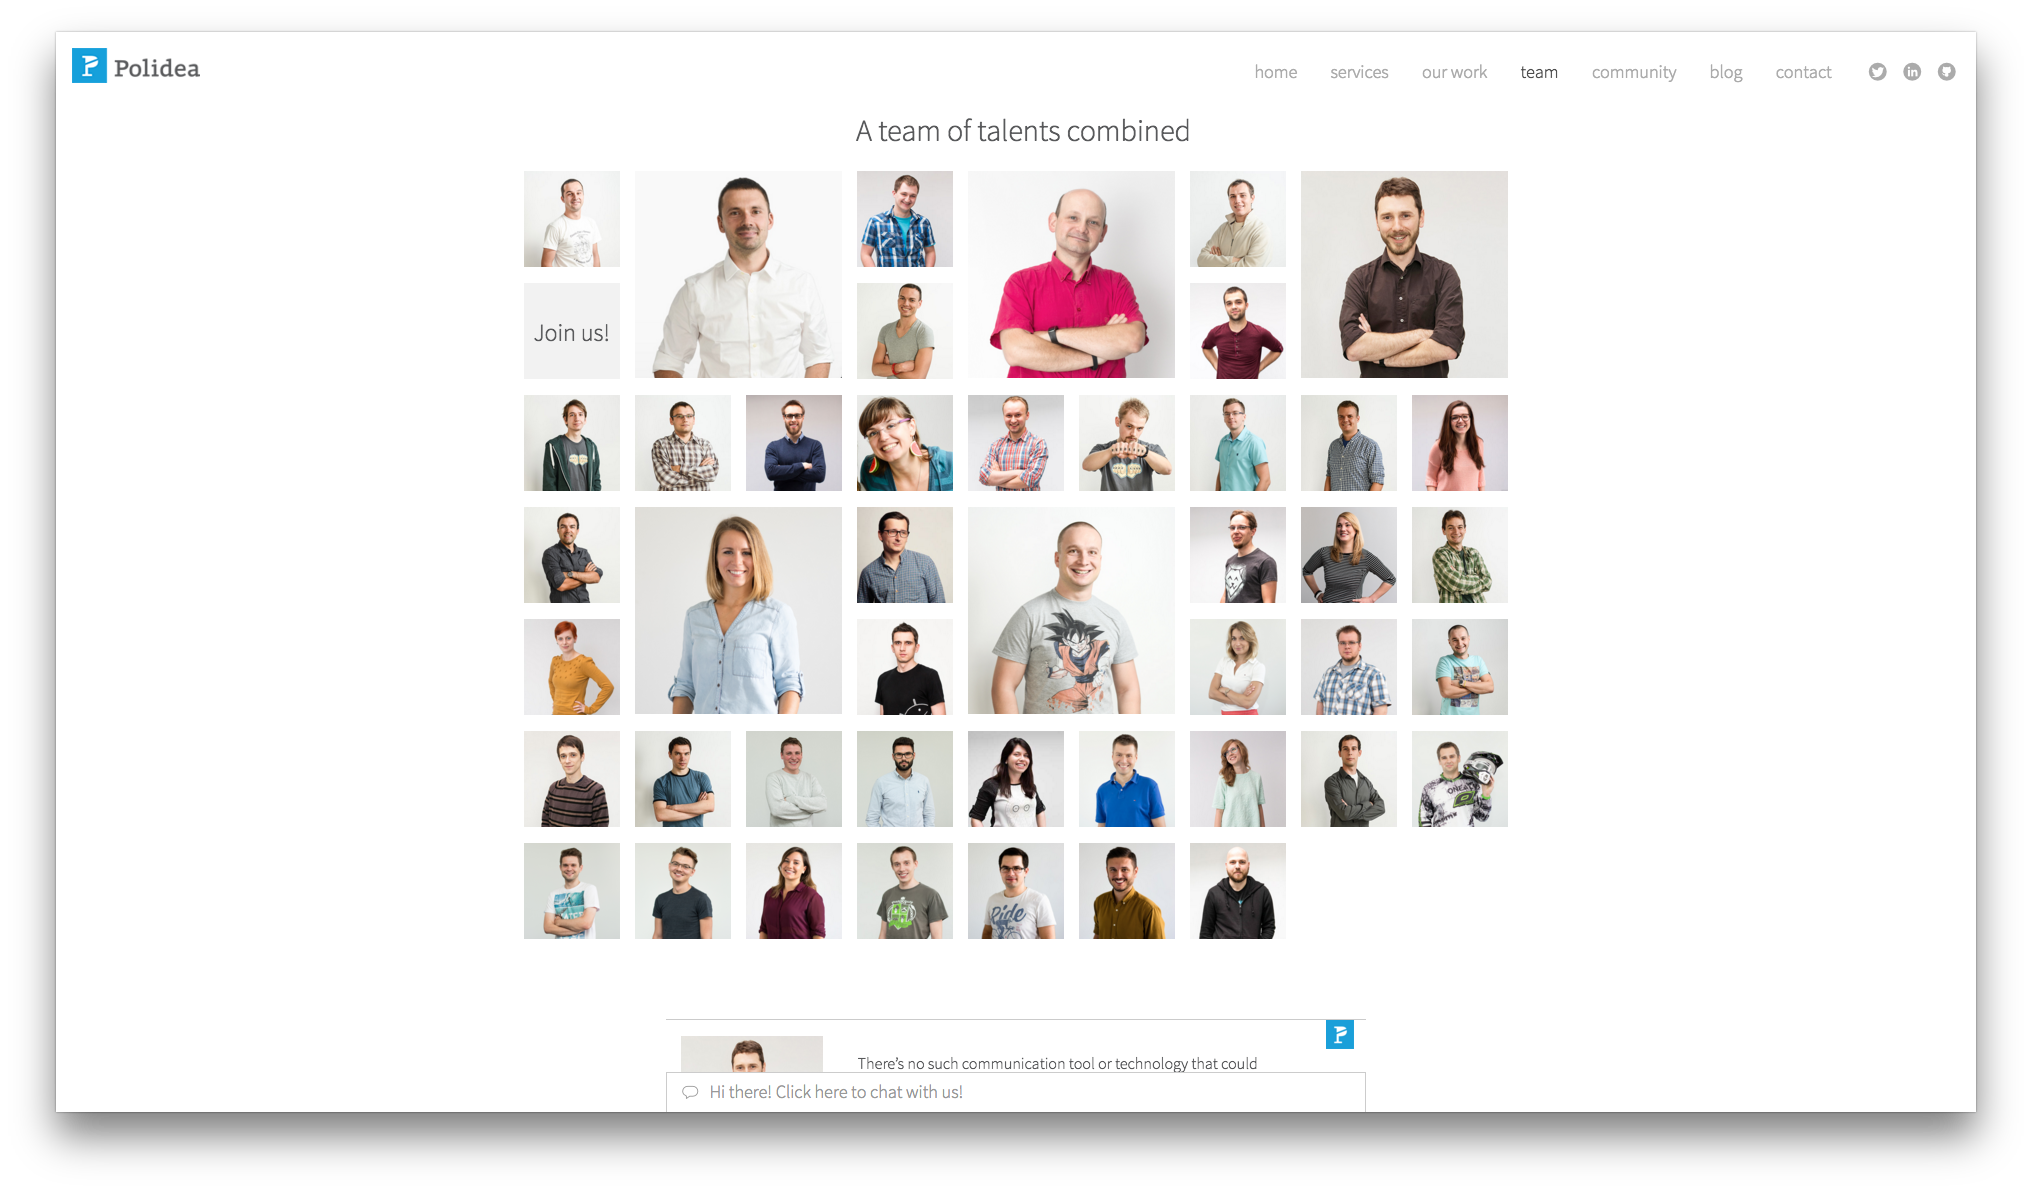 Polidea
home services our work team community blog contact
A team of talents combined
Join us!
Ride
There's no such communication tool or technology that could
Hi there! Click here to chat with us!